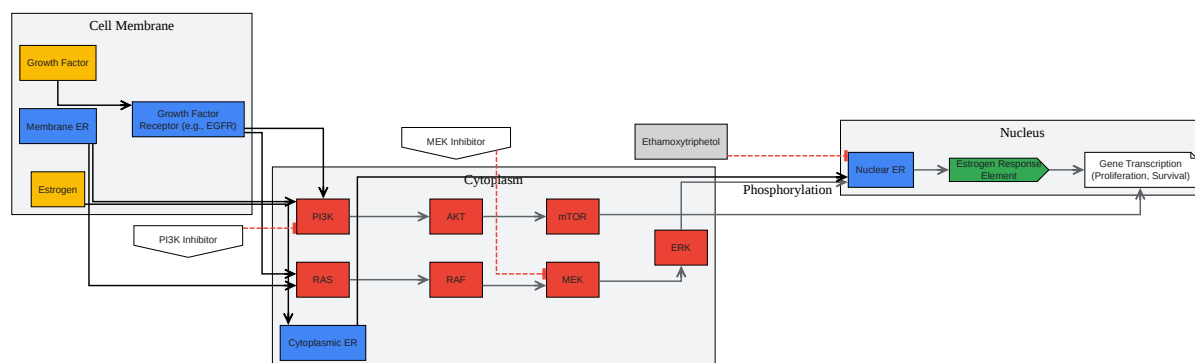 Cell Membrane
Growth Factor
Growth Factor
Receptor (e.g., EGFR)
Membrane ER
Estrogen
PI3K Inhibitor
MEK Inhibitor
Cytoplasm
PI3K
AKT
mTOR
RAS
RAF
MEK
ERK
Cytoplasmic ER
Ethamoxytriphetol
Phosphorylation
Nucleus
Nuclear ER
Estrogen Response
Element
Gene Transcription
(Proliferation, Survival)